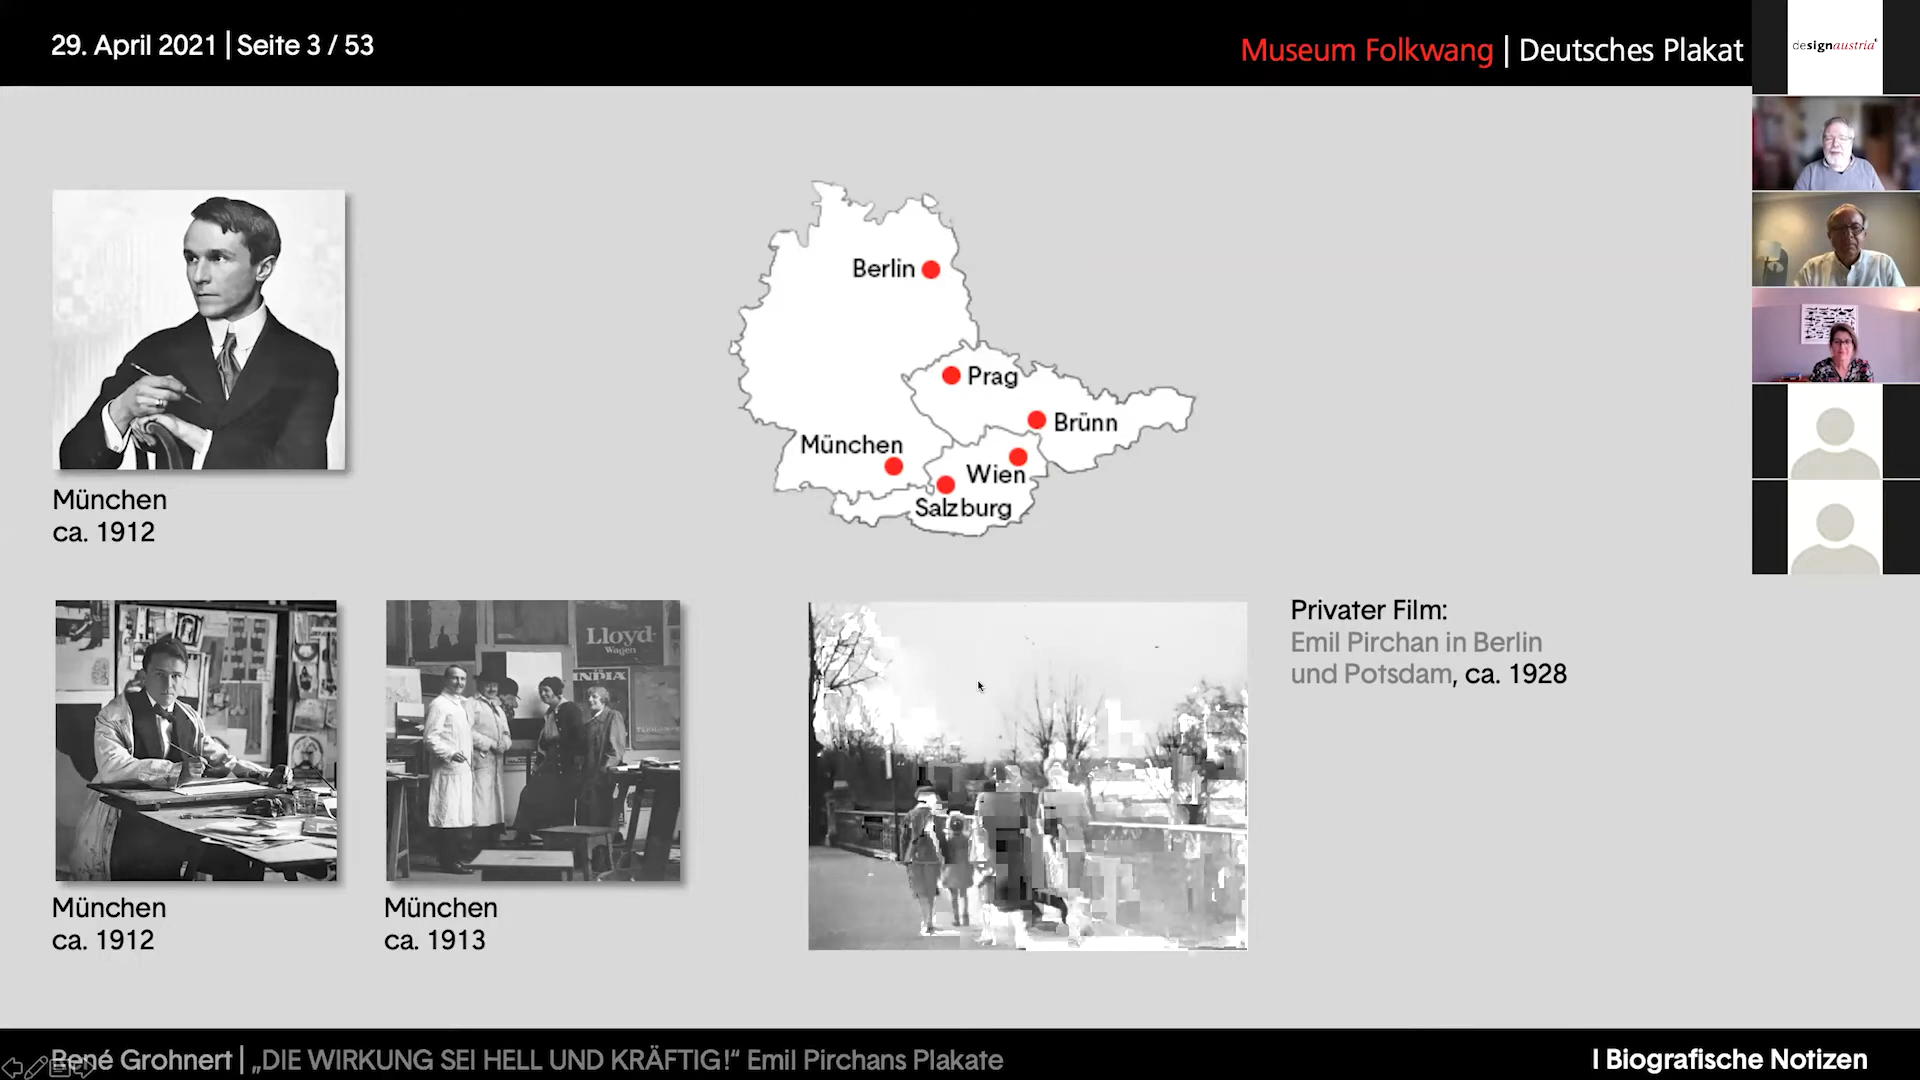 29. April 2021 | Seite 3 / 53
Museum Folkwang | Deutsches Plakat
designaustria
Berlin
Prag
Brünn
München
Wien
Salzburg
München
ca. 1912
Lloyd-
Wagen
INDIA
Privater Film:
Emil Pirchan in Berlin
und Potsdam, ca. 1928
München
ca. 1912
München
ca. 1913
René Grohnert | „DIE WIRKUNG SEI HELL UND KRÄFTIG!“ Emil Pirchans Plakate
I Biografische Notizen